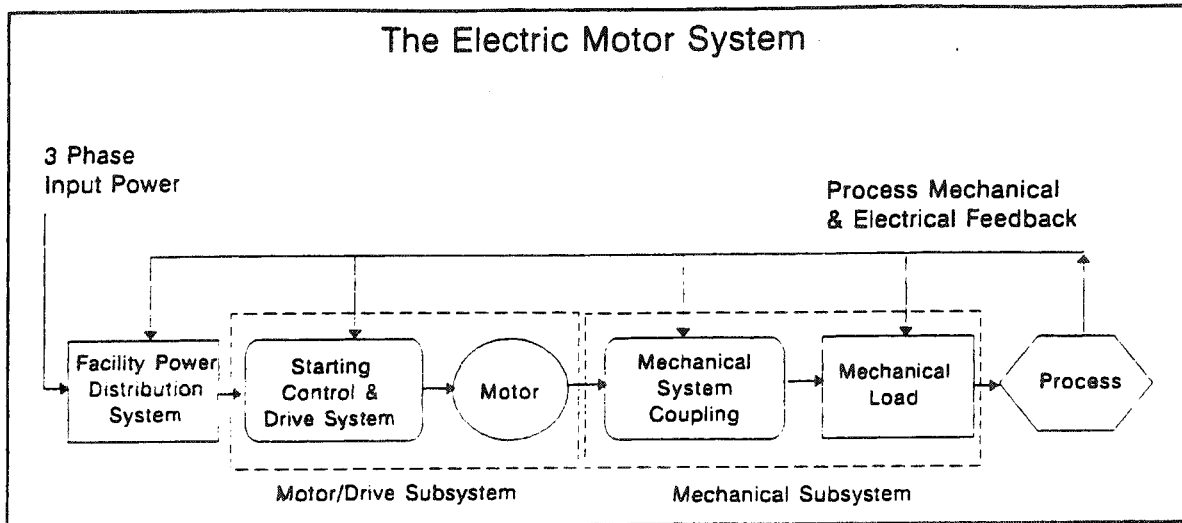 The Electric Motor System
3 Phase
Input Power
Process Mechanical
& Electrical Feedback
Facility Power
Distribution
System
Starting
Control &
Drive System
Motor
Mechanical
System
Coupling
Mechanical
Load
Process
Motor/Drive Subsystem
Mechanical Subsystem